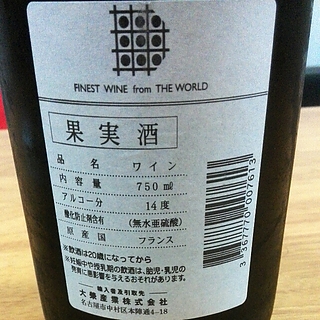 FINEST WINE from THE WORLD
果実酒
品名 ワイン
内容量 750㎖
アルコール分 14度
酸化防止剤含有 (無水亜硫酸)
原産国 フランス
※飲酒は20歳になってから
※妊娠中や授乳期の飲酒は、胎児・乳児の
発育に悪影響を与えるおそれがあります。
輸入者及引取先
大榮産業株式会社
名古屋市中村区本陣通4-18
3367770007613